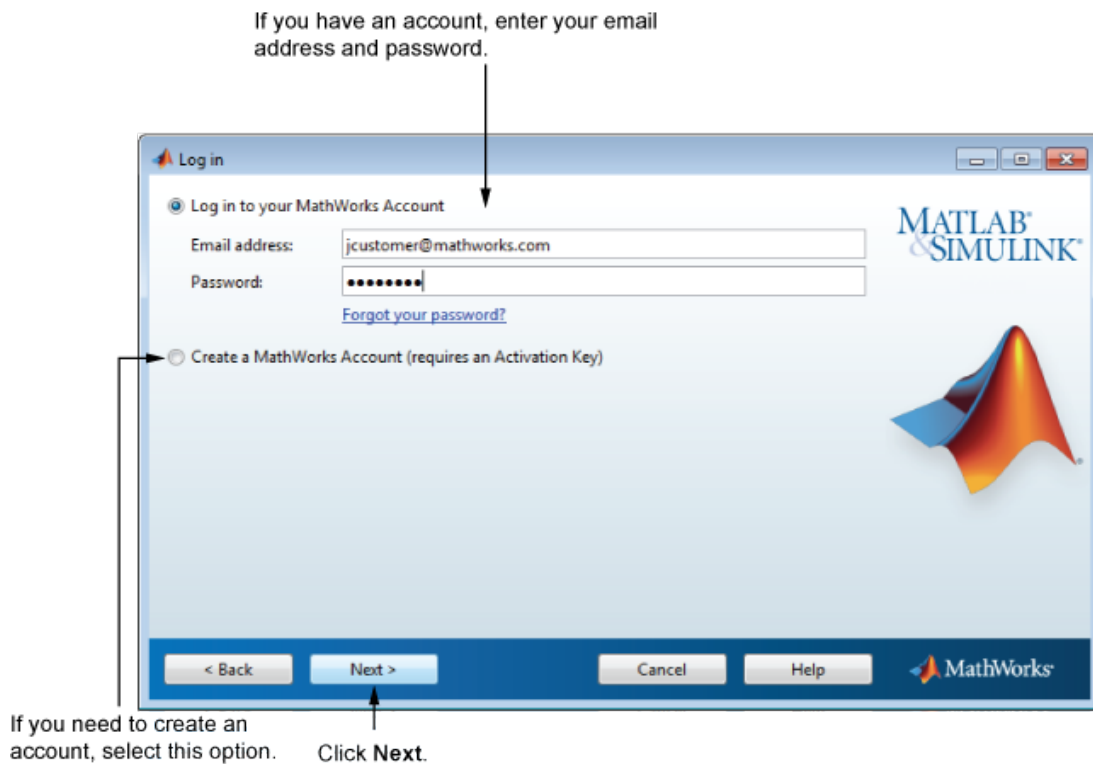 If you have an account, enter your email
address and password.
Log in
Log in to your MathWorks Account
Email address:
jcustomer@mathworks.com
Password:
••••••••
Forgot your password?
Create a MathWorks Account (requires an Activation Key)
MATLAB®
&SIMULINK®
< Back
Next >
Cancel
Help
MathWorks®
If you need to create an
account, select this option.
Click Next.